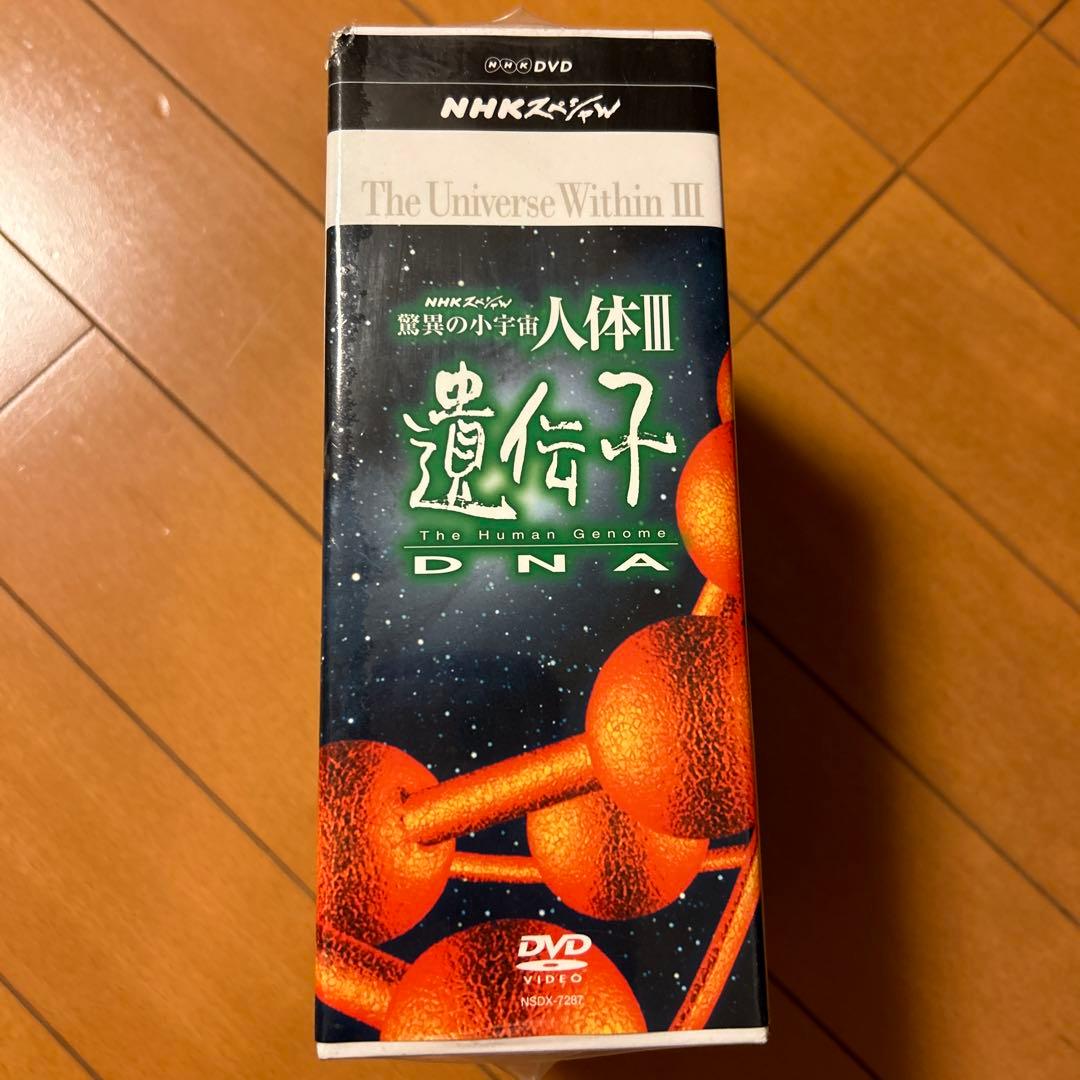 NHK DVD
NHKスペシャル
The Universe Within III
NHKスペシャル
驚異の小宇宙 人体III
遺伝子
The Human Genome
DNA
DVD
VIDEO
NSDX-7287